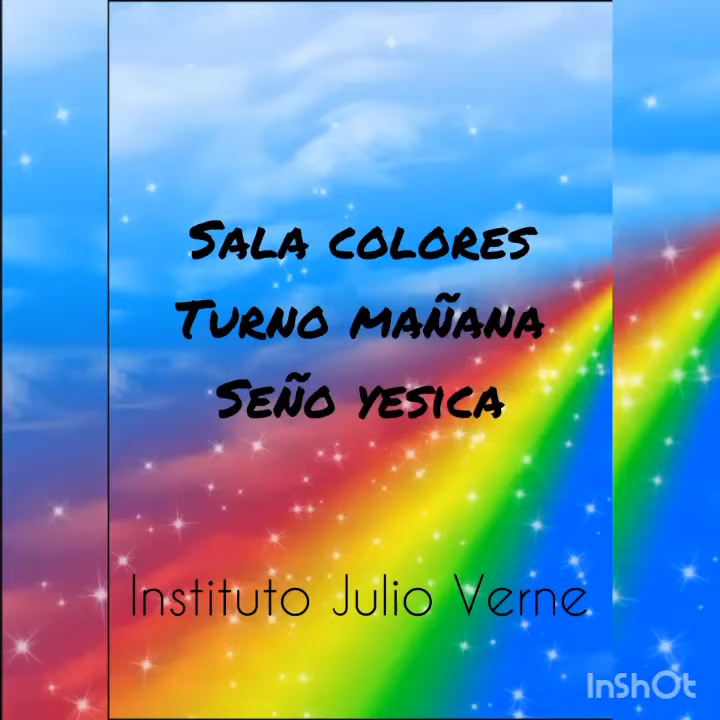 Sala colores
Turno mañana
Seño yesica
Instituto Julio Verne
InShOt